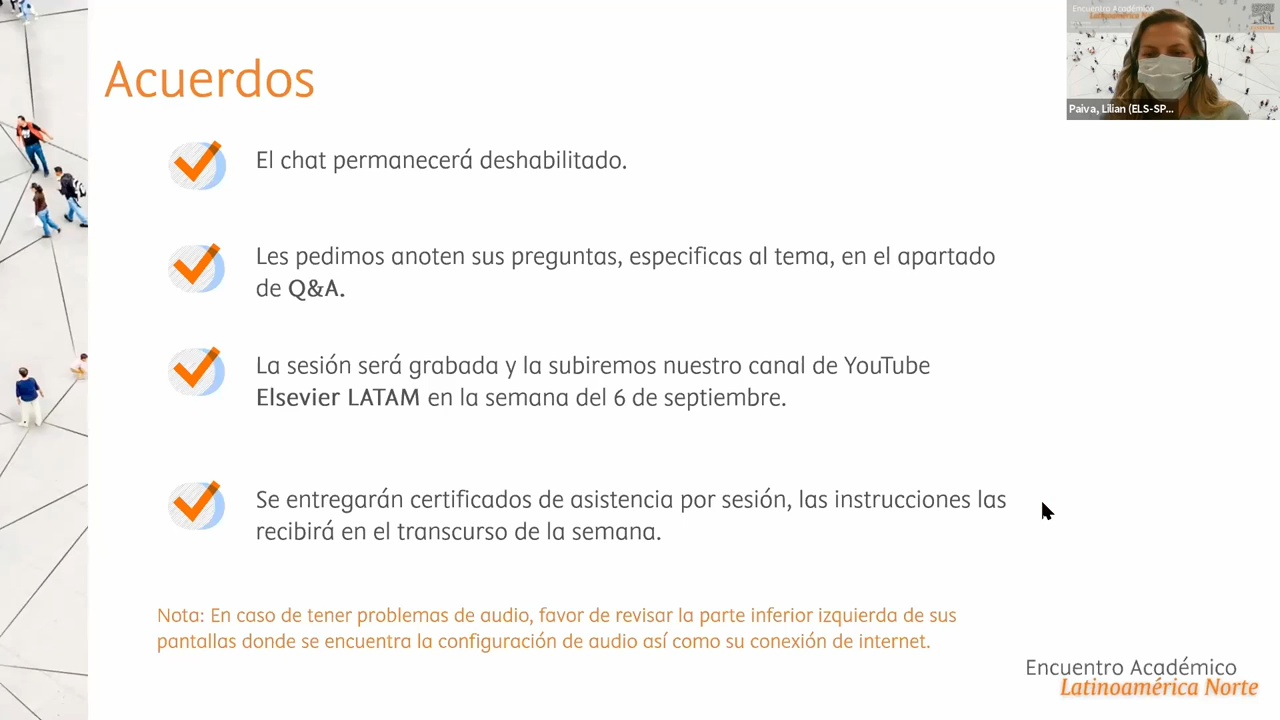 Acuerdos
El chat permanecerá deshabilitado.
Les pedimos anoten sus preguntas, especificas al tema, en el apartado
de Q&A.
La sesión será grabada y la subiremos nuestro canal de YouTube
Elsevier LATAM en la semana del 6 de septiembre.
Se entregarán certificados de asistencia por sesión, las instrucciones las
recibirá en el transcurso de la semana.
Nota: En caso de tener problemas de audio, favor de revisar la parte inferior izquierda de sus
pantallas donde se encuentra la configuración de audio así como su conexión de internet.
Encuentro Académico
Latinoamérica Norte
Encuentro Académico
Latinoamérica Norte
Paiva, Lilian (ELS-SP...